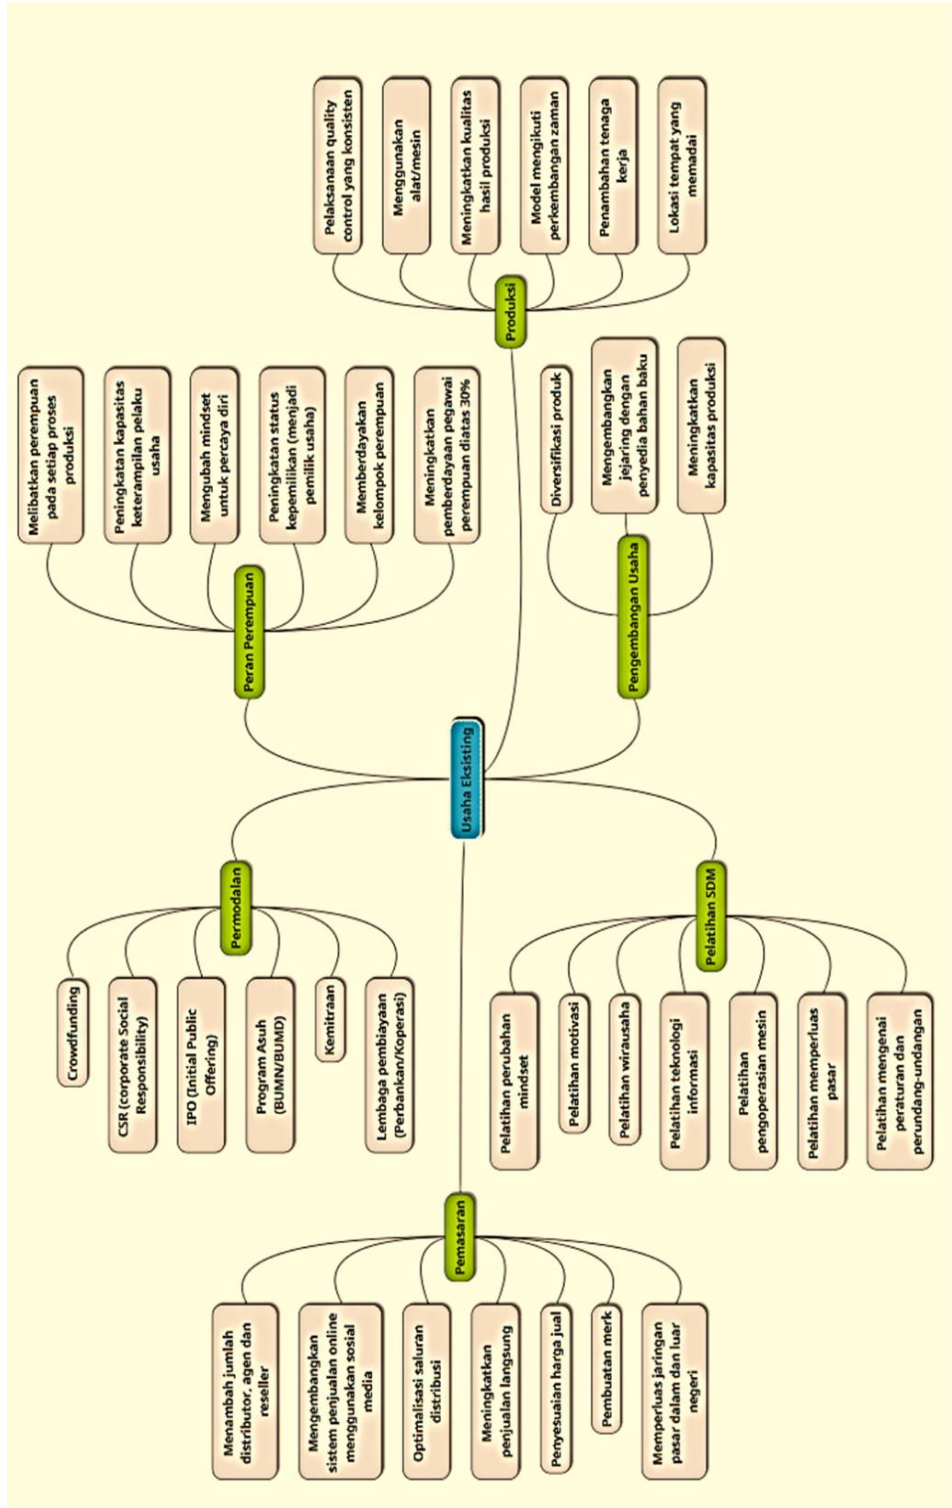 Usaha Eksisting
Peran Perempuan
Melibatkan perempuan
pada setiap proses
produksi
Peningkatan kapasitas
keterampilan pelaku
usaha
Mengubah mindset
untuk percaya diri
Peningkatan status
kepemilikan (menjadi
pemilik usaha)
Memberdayakan
kelompok perempuan
Meningkatkan
pemberdayaan pegawai
perempuan diatas 30%
Produksi
Pelaksanaan quality
control yang konsisten
Menggunakan
alat/mesin
Meningkatkan kualitas
hasil produksi
Model mengikuti
perkembangan zaman
Penambahan tenaga
kerja
Lokasi tempat yang
memadai
Pengembangan Usaha
Diversifikasi produk
Mengembangkan
jejaring dengan
penyedia bahan baku
Meningkatkan
kapasitas produksi
Permodalan
Crowdfunding
CSR (corporate Social
Responsibility)
IPO (Initial Public
Offering)
Program Asuh
(BUMN/BUMD)
Kemitraan
Lembaga pembiayaan
(Perbankan/Koperasi)
Pemasaran
Menambah jumlah
distributor, agen dan
reseller
Mengembangkan
sistem penjualan online
menggunakan sosial
media
Optimalisasi saluran
distribusi
Meningkatkan
penjualan langsung
Penyesuaian harga jual
Pembuatan merk
Memperluas jaringan
pasar dalam dan luar
negeri
Pelatihan SDM
Pelatihan perubahan
mindset
Pelatihan motivasi
Pelatihan wirausaha
Pelatihan teknologi
informasi
Pelatihan
pengoperasian mesin
Pelatihan memperluas
pasar
Pelatihan mengenai
peraturan dan
perundang-undangan